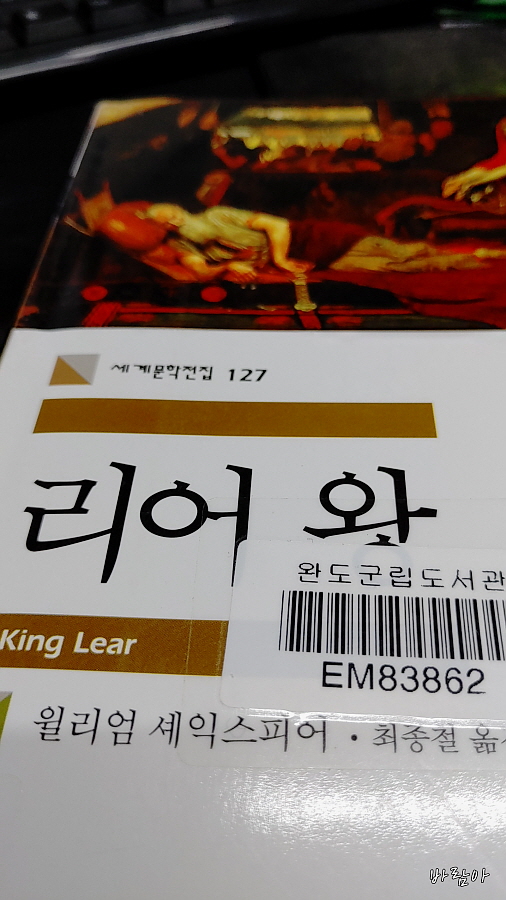 세계문학전집 127
리어 왕
완도군립도서관
EM83862
King Lear
윌리엄 셰익스피어 · 최종철 옮
바람아